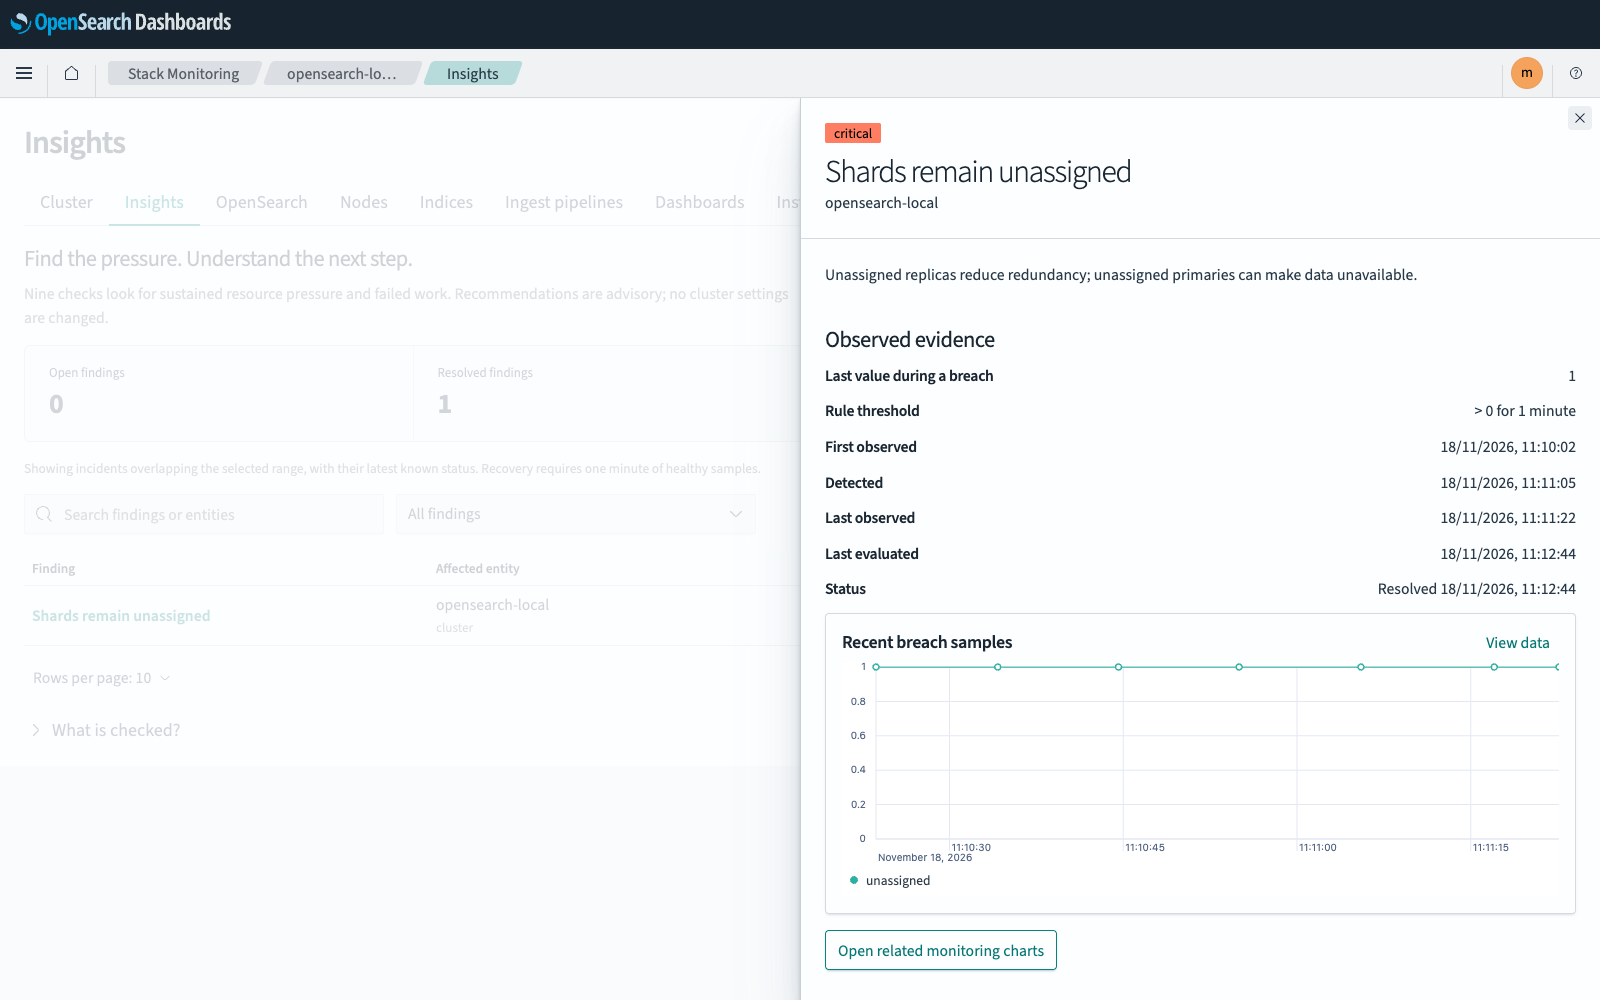 OpenSearch Dashboards
Stack Monitoring
opensearch-lo...
Insights
m
Insights
Cluster
Insights
OpenSearch
Nodes
Indices
Ingest pipelines
Dashboards
Ins
Find the pressure. Understand the next step.
Nine checks look for sustained resource pressure and failed work. Recommendations are advisory; no cluster settings
are changed.
Open findings
0
Resolved findings
1
Showing incidents overlapping the selected range, with their latest known status. Recovery requires one minute of healthy samples.
Search findings or entities
All findings
Finding
Affected entity
Shards remain unassigned
opensearch-local
cluster
Rows per page: 10
What is checked?
critical
Shards remain unassigned
opensearch-local
Unassigned replicas reduce redundancy; unassigned primaries can make data unavailable.
Observed evidence
Last value during a breach
1
Rule threshold
> 0 for 1 minute
First observed
18/11/2026, 11:10:02
Detected
18/11/2026, 11:11:05
Last observed
18/11/2026, 11:11:22
Last evaluated
18/11/2026, 11:12:44
Status
Resolved 18/11/2026, 11:12:44
Recent breach samples
View data
1
0.8
0.6
0.4
0.2
0
11:10:30
11:10:45
11:11:00
11:11:15
November 18, 2026
unassigned
Open related monitoring charts